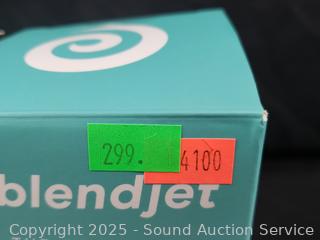 299.
4100
blendjet
Copyright 2025 - Sound Auction Service